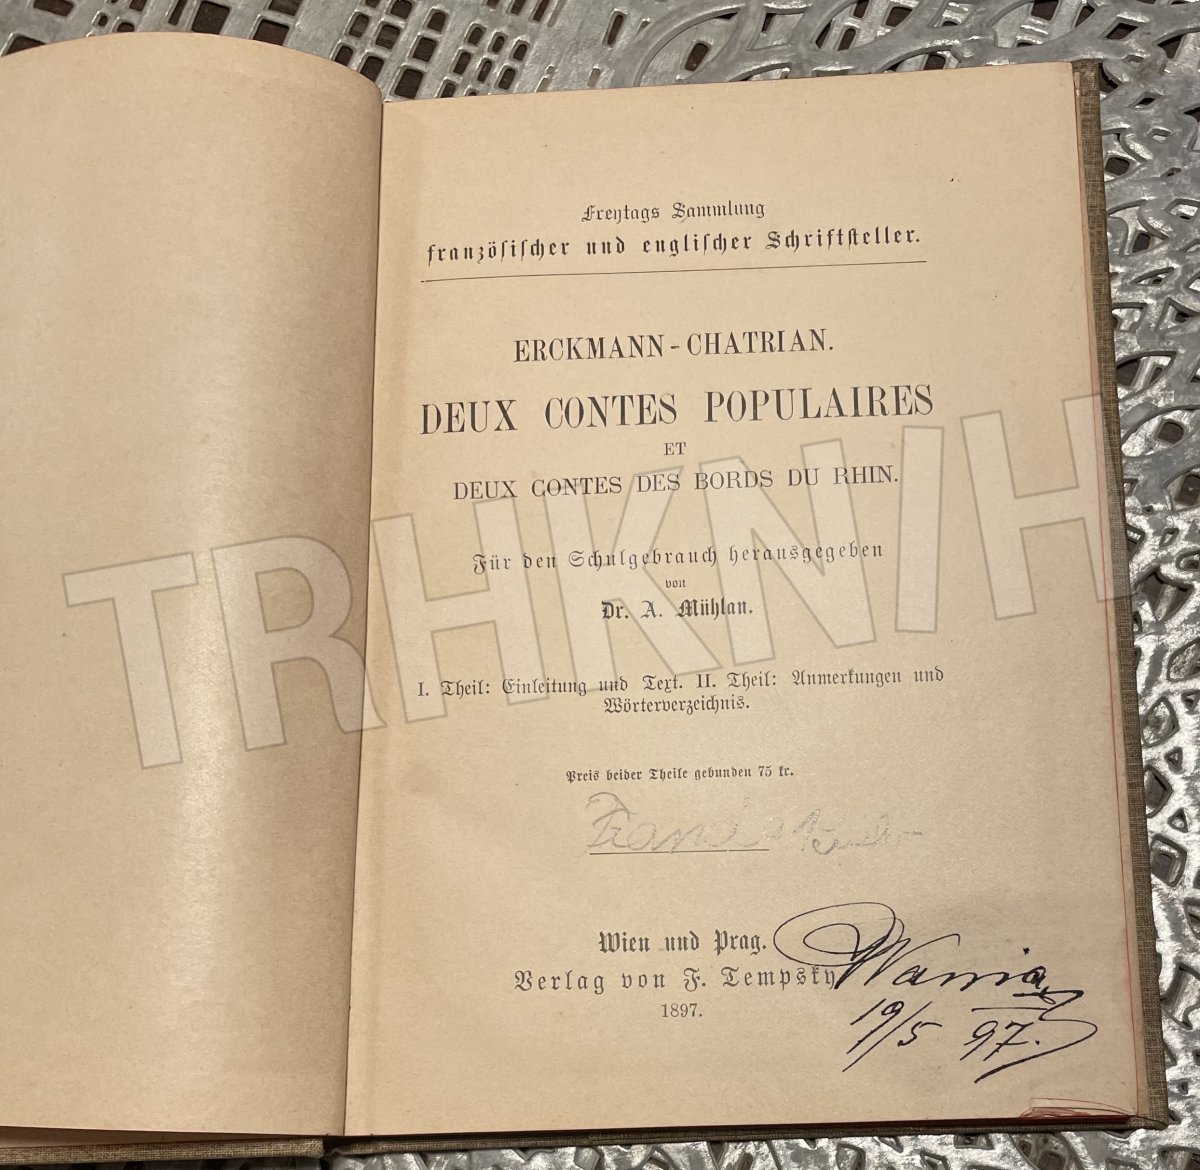 Freytags Sammlung
französischer und englischer Schriftsteller.
ERCKMANN-CHATRIAN.
DEUX CONTES POPULAIRES
ET
DEUX CONTES DES BORDS DU RHIN.
Für den Schulgebrauch herausgegeben
von
Dr. A. Mühlan.
I. Theil: Einleitung und Text. II. Theil: Anmerkungen und
Wörterverzeichnis.
Preis beider Theile gebunden 75 kr.
Wien und Prag.
Verlag von F. Tempsky
1897.
19/5 97.
TRHKN/H